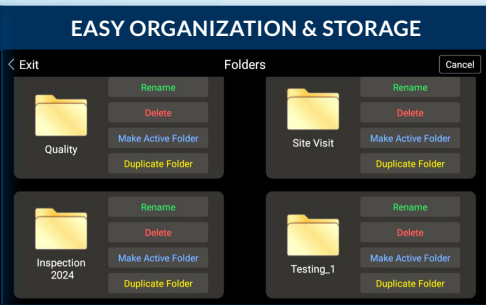 EASY ORGANIZATION & STORAGE
< Exit
Folders
Cancel
Rename
Delete
Make Active Folder
Duplicate Folder
Quality
Rename
Delete
Make Active Folder
Duplicate Folder
Site Visit
Rename
Delete
Make Active Folder
Duplicate Folder
Inspection
2024
Rename
Delete
Make Active Folder
Duplicate Folder
Testing_1